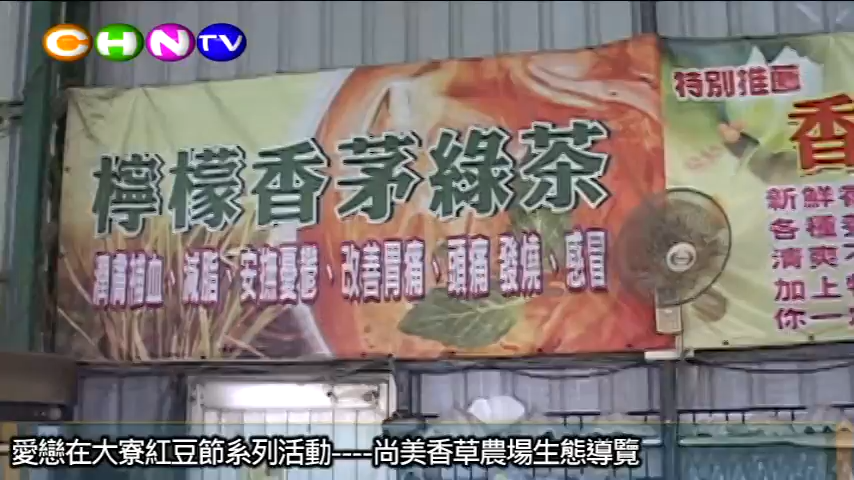 CHNTV
檸檬香茅綠茶
潤膚補血、減脂、安撫憂鬱、改善胃痛、頭痛 發燒、感冒
特別推薦
香
新鮮
各種
清爽
加上
你一定
愛戀在大寮紅豆節系列活動----尚美香草農場生態導覽